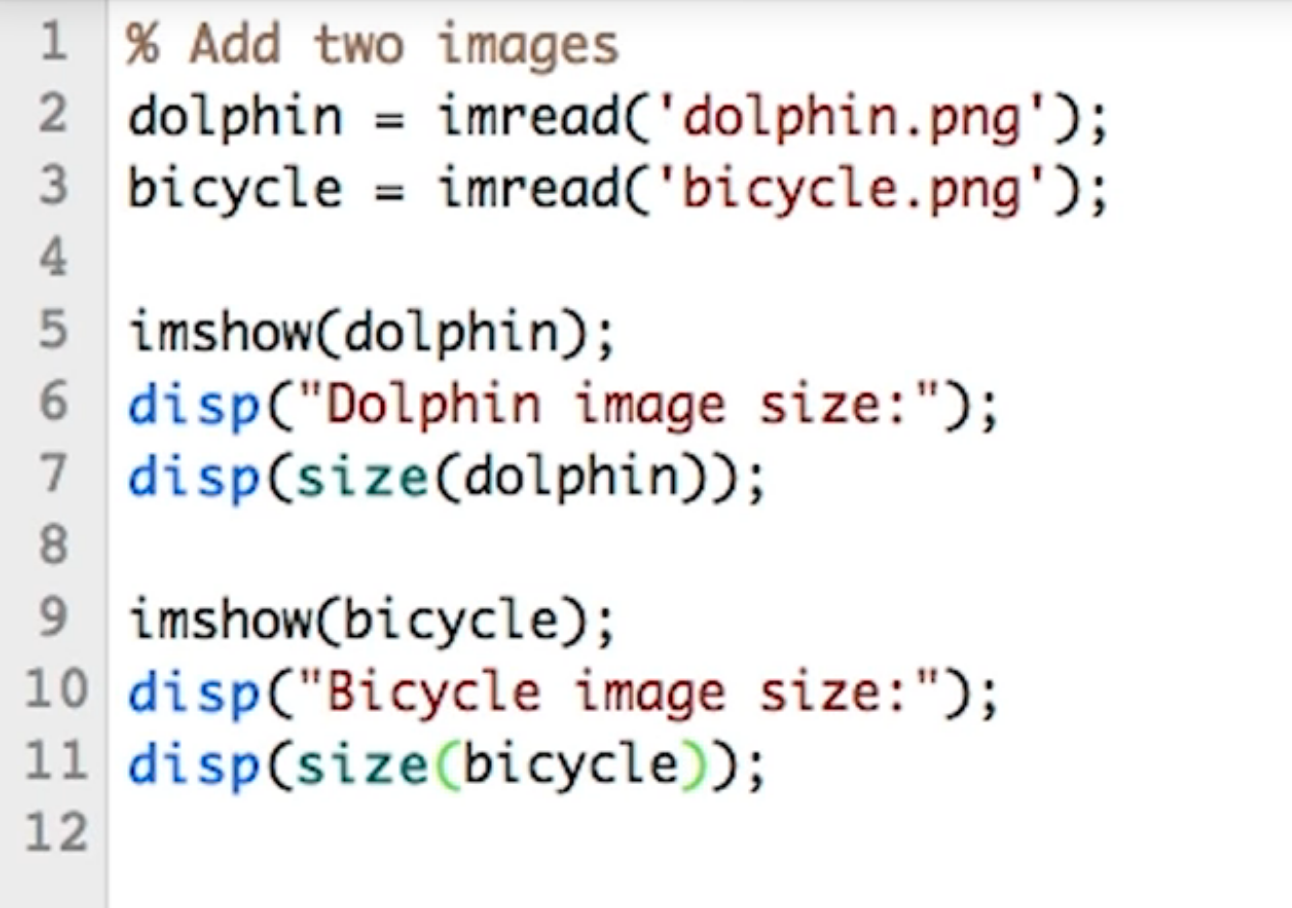 1 % Add two images
2 dolphin = imread('dolphin.png');
3 bicycle = imread('bicycle.png');
4
5 imshow(dolphin);
6 disp("Dolphin image size:");
7 disp(size(dolphin));
8
9 imshow(bicycle);
10 disp("Bicycle image size:");
11 disp(size(bicycle));
12